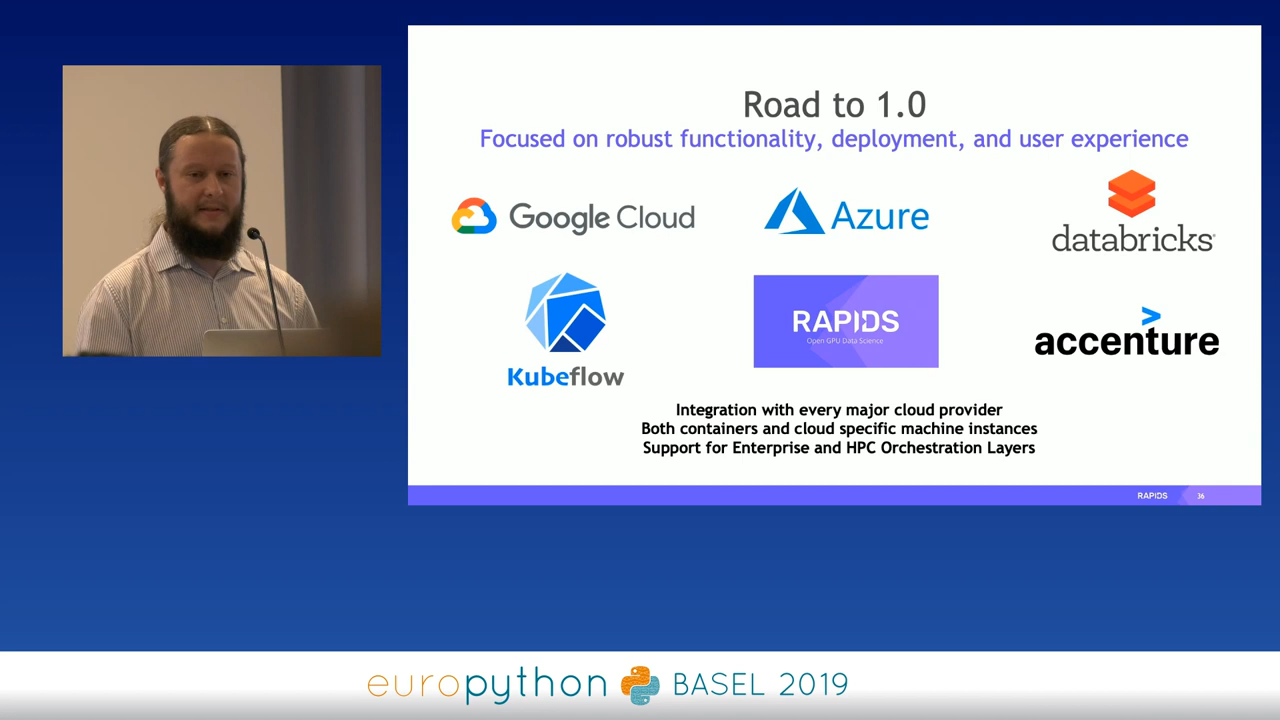 Road to 1.0
Focused on robust functionality, deployment, and user experience
Google Cloud
Azure
databricks
Kubeflow
RAPIDS
Open GPU Data Science
accenture
Integration with every major cloud provider
Both containers and cloud specific machine instances
Support for Enterprise and HPC Orchestration Layers
RAPIDS 36
europython BASEL 2019